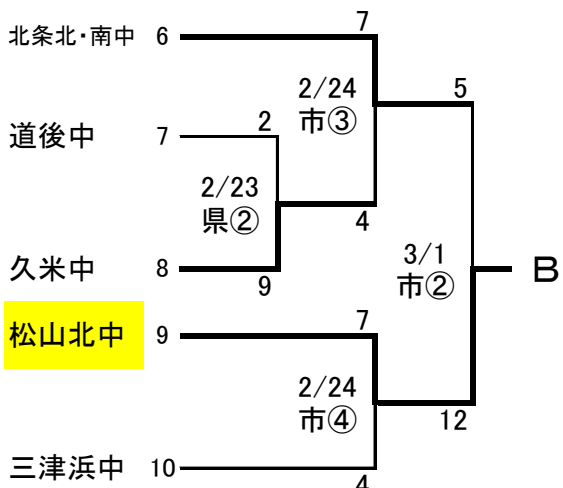 北条北・南中 6
7
2/24
市③
5
道後中 7
2
2/23
県②
4
久米中 8
9
3/1
市②
B
松山北中 9
7
2/24
市④
12
三津浜中 10
4